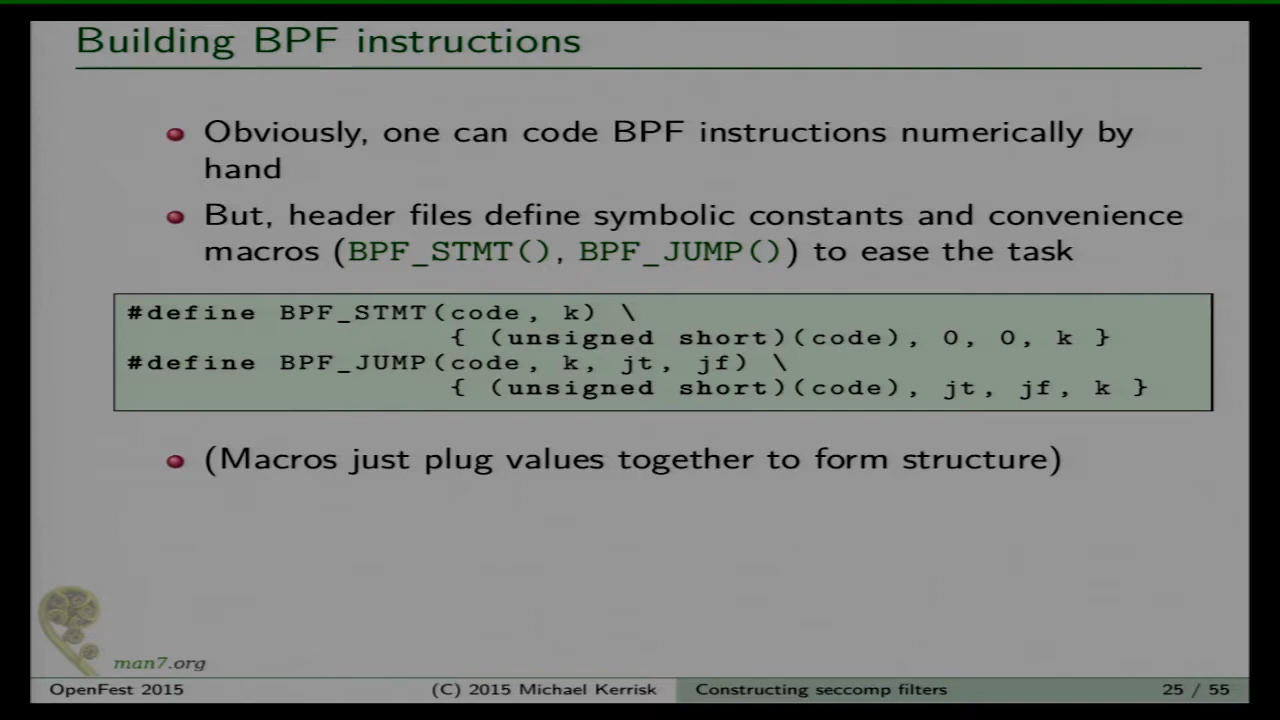 Building BPF instructions
Obviously, one can code BPF instructions numerically by
hand
But, header files define symbolic constants and convenience
macros (BPF_STMT(), BPF_JUMP()) to ease the task
#define BPF_STMT(code, k) \
{ (unsigned short)(code), 0, 0, k }
#define BPF_JUMP(code, k, jt, jf) \
{ (unsigned short)(code), jt, jf, k }
(Macros just plug values together to form structure)
man7.org
OpenFest 2015 (C) 2015 Michael Kerrisk Constructing seccomp filters 25 / 55